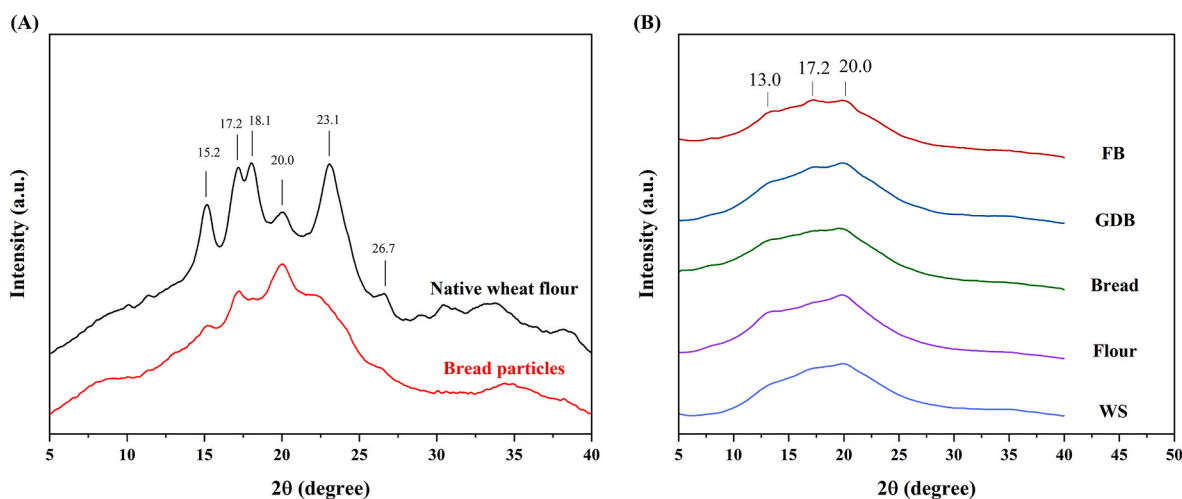 (A)
15.2
17.2
18.1
20.0
23.1
26.7
Native wheat flour
Bread particles
Intensity (a.u.)
5 10 15 20 25 30 35 40
2θ (degree)
(B)
13.0
17.2
20.0
FB
GDB
Bread
Flour
WS
Intensity (a.u.)
5 10 15 20 25 30 35 40 45 50
2θ (degree)